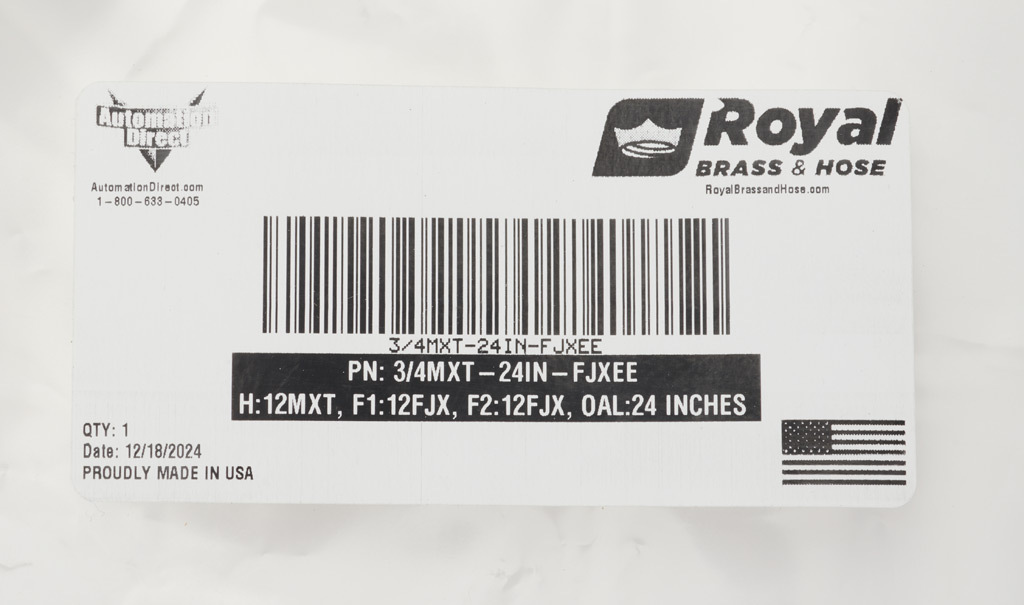 Automation
Direct
AutomationDirect.com
1-800-633-0405
Royal
BRASS & HOSE
RoyalBrassandHose.com
3/4MXT-24IN-FJXEE
PN: 3/4MXT-24IN-FJXEE
H:12MXT, F1:12FJX, F2:12FJX, OAL:24 INCHES
QTY: 1
Date: 12/18/2024
PROUDLY MADE IN USA